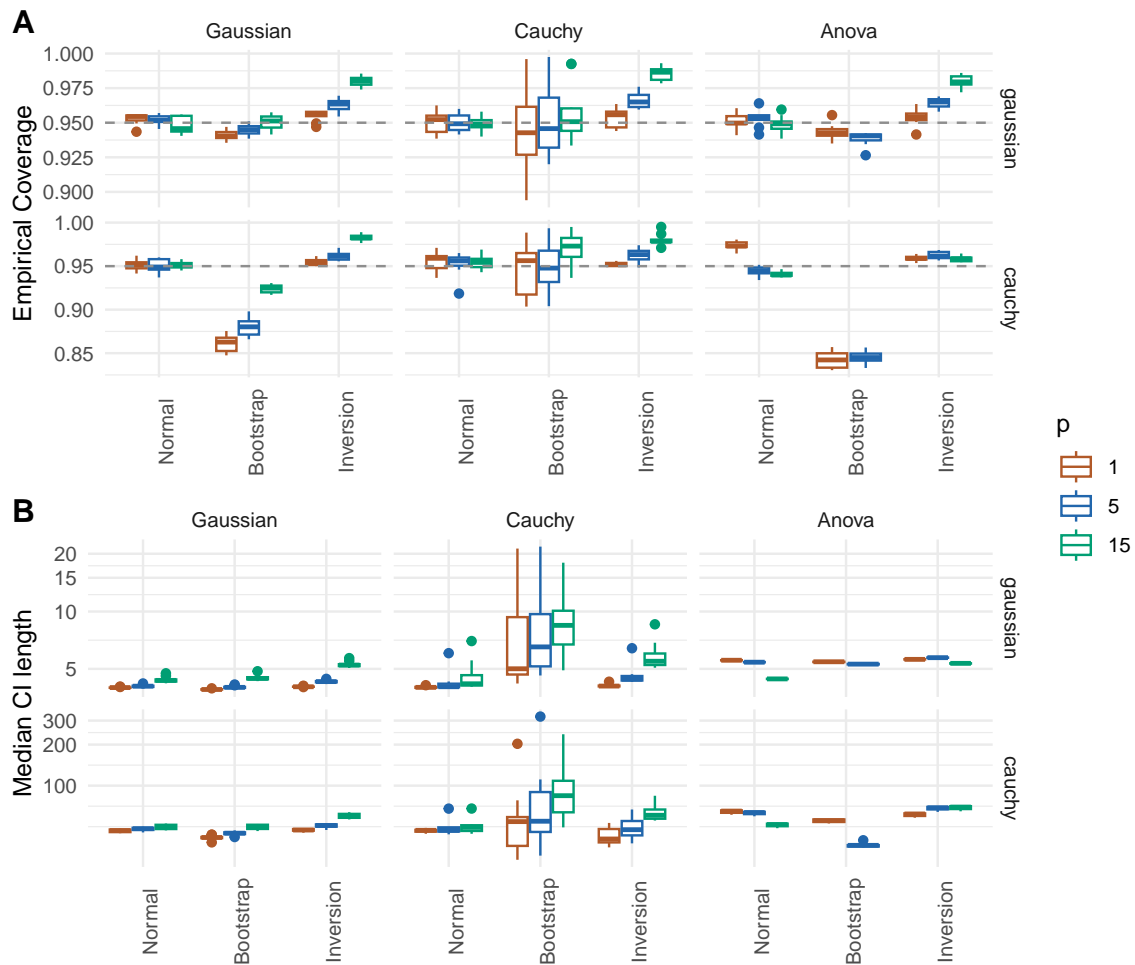 A
Gaussian
Cauchy
Anova
Empirical Coverage
1.000
0.975
0.950
0.925
0.900
gaussian
1.00
0.95
0.90
0.85
cauchy
Normal
Bootstrap
Inversion
Normal
Bootstrap
Inversion
Normal
Bootstrap
Inversion
p
1
5
15
B
Gaussian
Cauchy
Anova
Median CI length
20
15
10
5
gaussian
300
200
100
cauchy
Normal
Bootstrap
Inversion
Normal
Bootstrap
Inversion
Normal
Bootstrap
Inversion